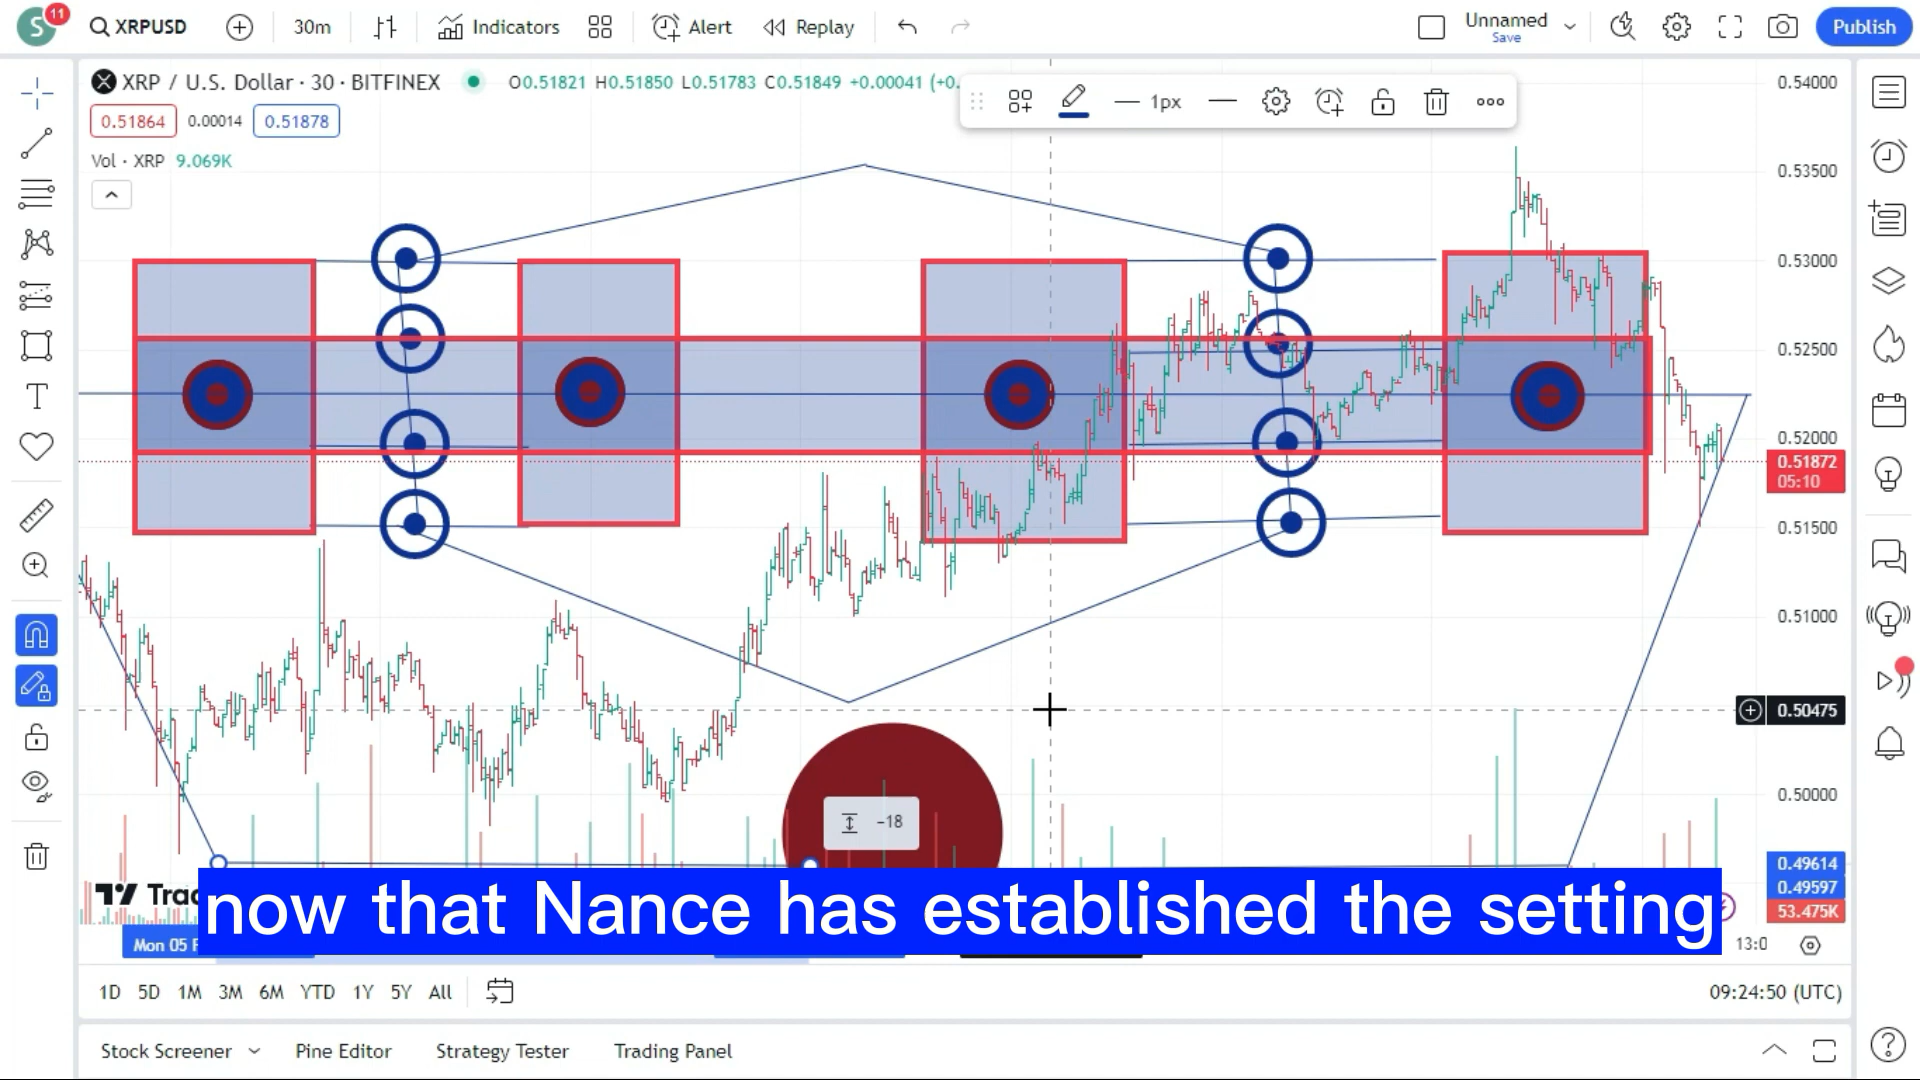 S
11
XRPUSD
30m
Indicators
Alert
Replay
Unnamed
Save
Publish
XRP / U.S. Dollar · 30 · BITFINEX
O0.51821 H0.51850 L0.51783 C0.51849 +0.00041 (+0.
1px
0.51864 0.00014 0.51878
Vol · XRP 9.069K
0.54000
0.53500
0.53000
0.52500
0.52000
0.51872
05:10
0.51500
0.51000
0.50475
0.50000
-18
0.49614
0.49597
53.475K
now that Nance has established the setting
Mon 05 F
13:0
1D 5D 1M 3M 6M YTD 1Y 5Y All
09:24:50 (UTC)
Stock Screener
Pine Editor
Strategy Tester
Trading Panel